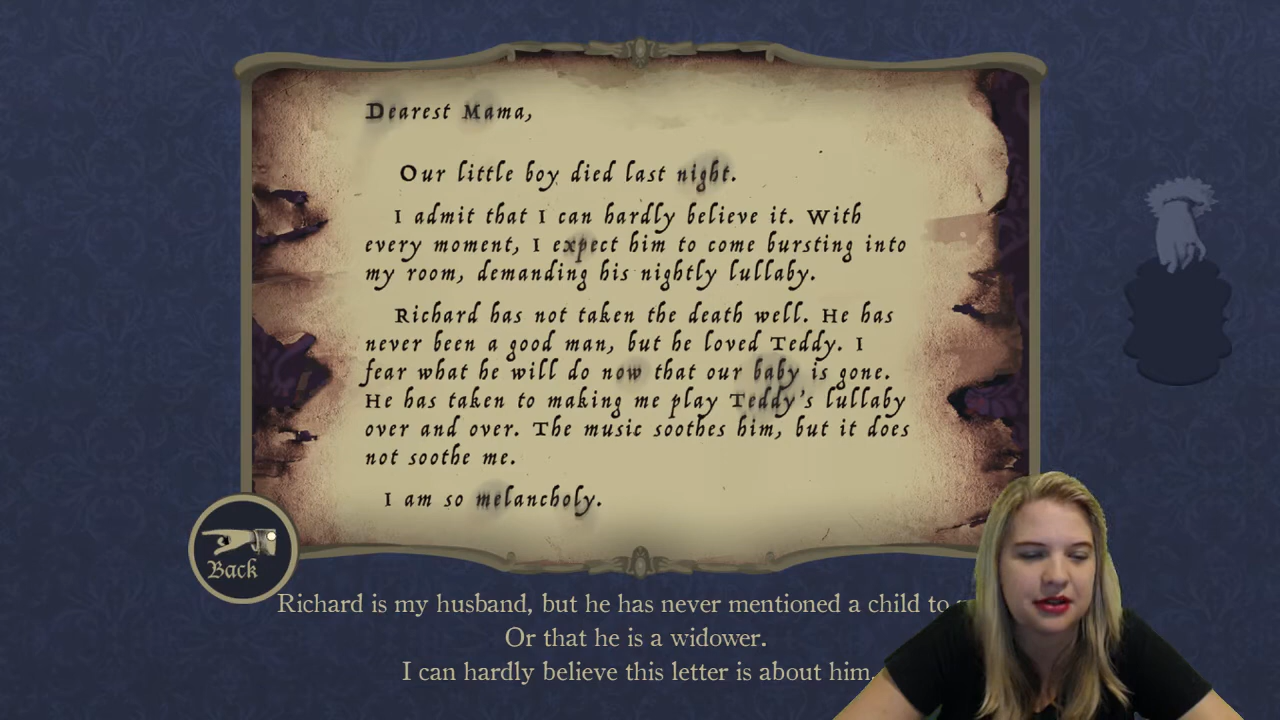 Dearest Mama,
Our little boy died last night.
I admit that I can hardly believe it. With
every moment, I expect him to come bursting into
my room, demanding his nightly lullaby.
Richard has not taken the death well. He has
never been a good man, but he loved Teddy. I
fear what he will do now that our baby is gone.
He has taken to making me play Teddy's lullaby
over and over. The music soothes him, but it does
not soothe me.
I am so melancholy.
Back
Richard is my husband, but he has never mentioned a child to
Or that he is a widower.
I can hardly believe this letter is about him.